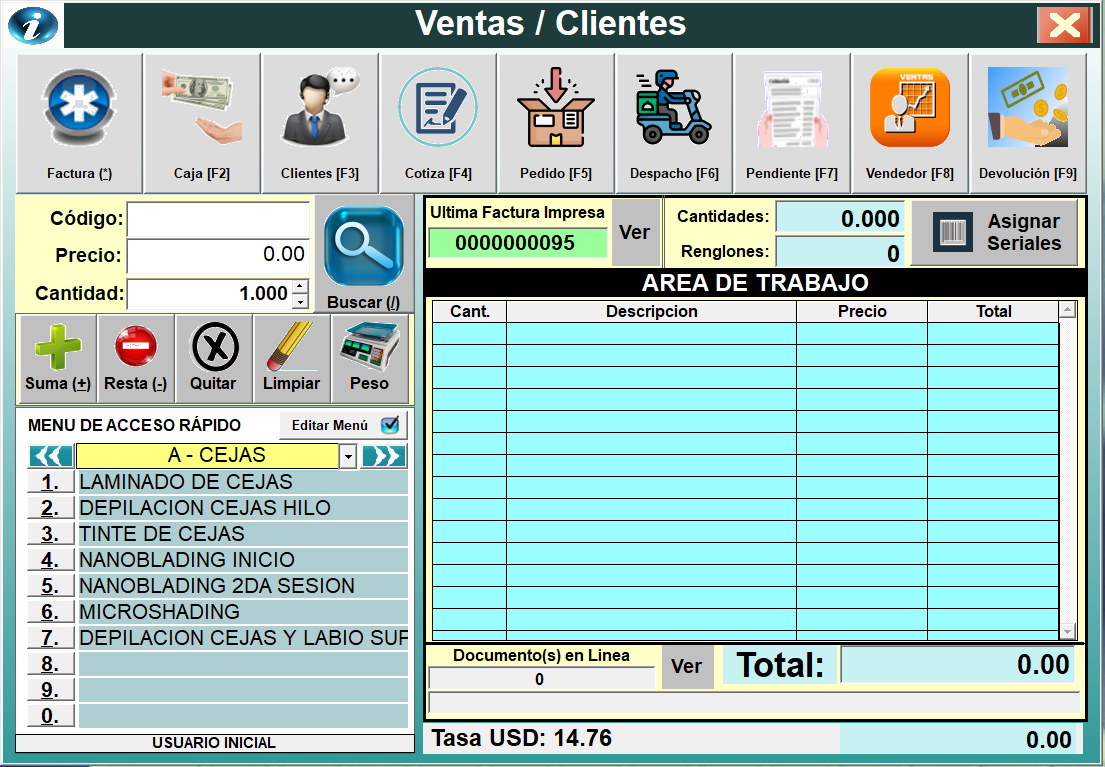 Ventas / Clientes
VENTAS
Factura (*)
Caja [F2]
Clientes [F3]
Cotiza [F4]
Pedido [F5]
Despacho [F6]
Pendiente [F7]
Vendedor [F8]
Devolución [F9]
Código:
Precio: 0.00
Cantidad: 1.000
Buscar (/)
Suma (+)
Resta (-)
Quitar
Limpiar
Peso
MENU DE ACCESO RÁPIDO
Editar Menú
A - CEJAS
1. LAMINADO DE CEJAS
2. DEPILACION CEJAS HILO
3. TINTE DE CEJAS
4. NANOBLADING INICIO
5. NANOBLADING 2DA SESION
6. MICROSHADING
7. DEPILACION CEJAS Y LABIO SUP
8.
9.
0.
USUARIO INICIAL
Ultima Factura Impresa
0000000095
Ver
Cantidades: 0.000
Renglones: 0
Asignar
Seriales
AREA DE TRABAJO
Cant. Descripcion Precio Total
Documento(s) en Linea
0
Ver
Total: 0.00
Tasa USD: 14.76
0.00